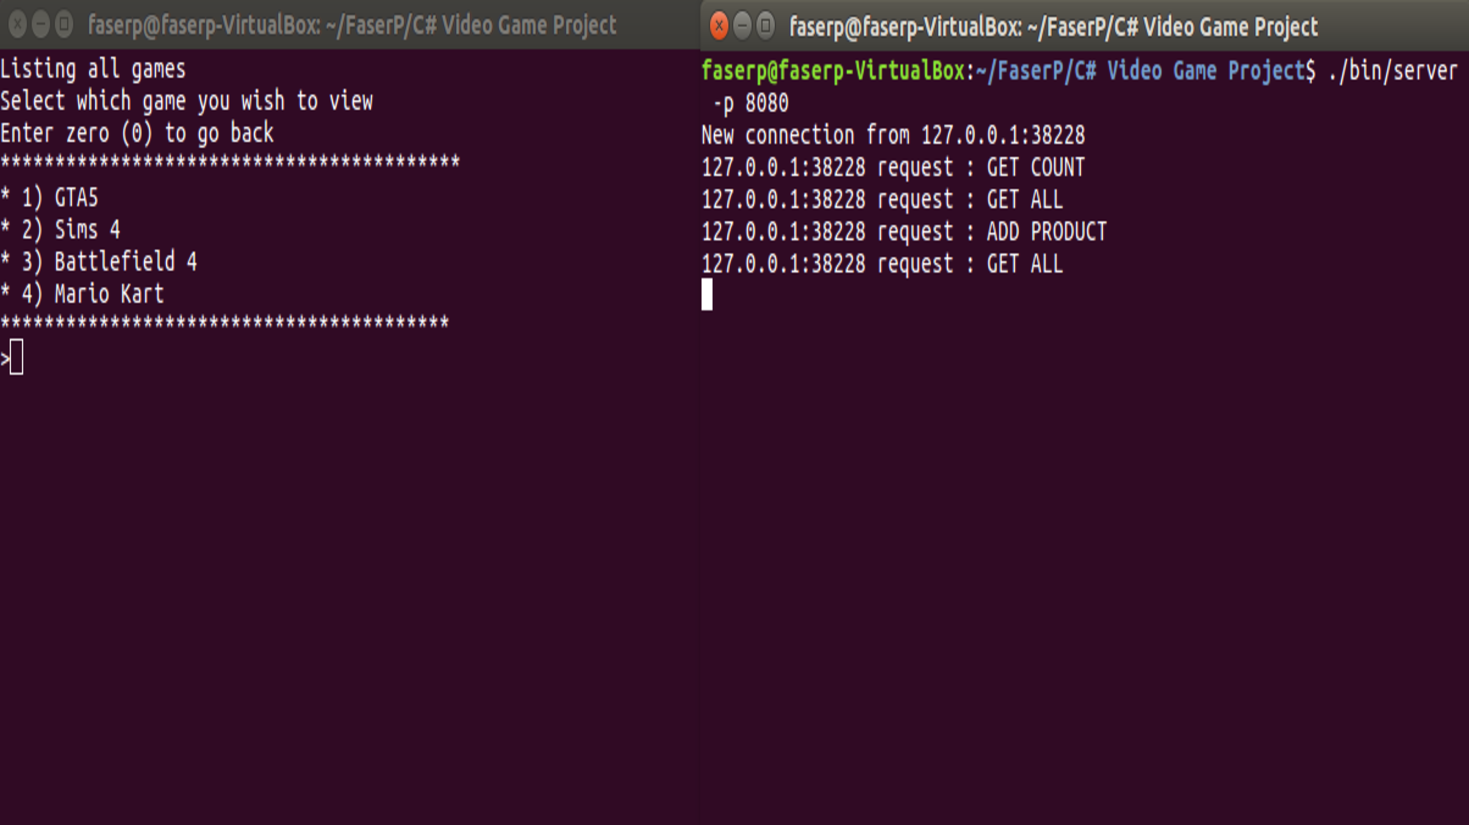 faserp@faserp-VirtualBox: ~/FaserP/C# Video Game Project
Listing all games
Select which game you wish to view
Enter zero (0) to go back
******************************************
* 1) GTA5
* 2) Sims 4
* 3) Battlefield 4
* 4) Mario Kart
*****************************************
>
faserp@faserp-VirtualBox: ~/FaserP/C# Video Game Project
faserp@faserp-VirtualBox:~/FaserP/C# Video Game Project$ ./bin/server
-p 8080
New connection from 127.0.0.1:38228
127.0.0.1:38228 request : GET COUNT
127.0.0.1:38228 request : GET ALL
127.0.0.1:38228 request : ADD PRODUCT
127.0.0.1:38228 request : GET ALL